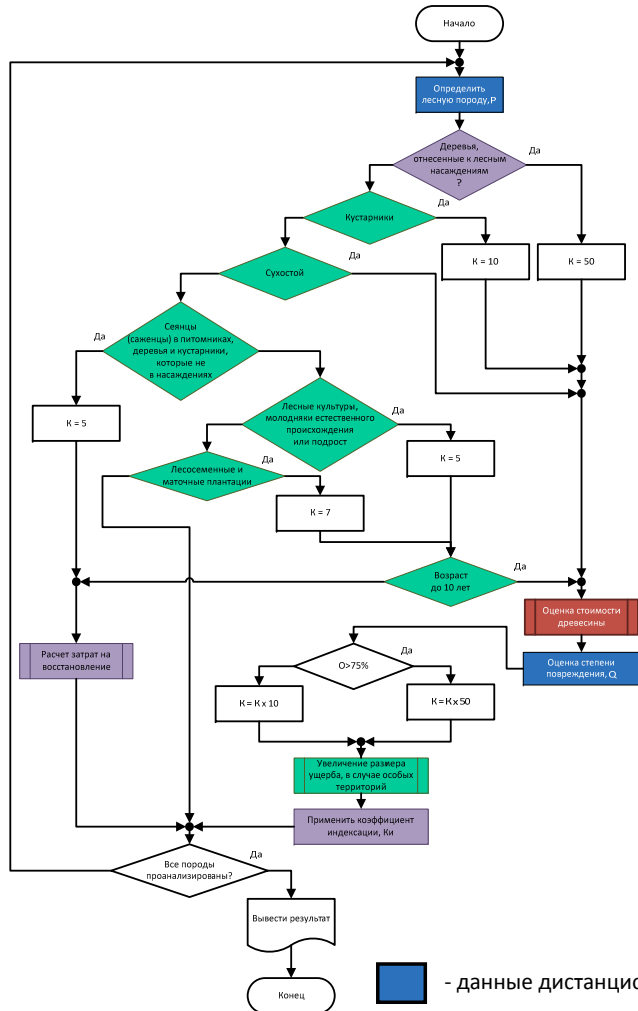 Начало
Определить
лесную породу, P
Деревья,
отнесенные к лесным
насаждениям
?
Да
Кустарники
Да
К = 10
К = 50
Сухостой
Да
Сеянцы
(саженцы) в питомниках,
деревья и кустарники,
которые не
в насаждениях
Да
К = 5
Лесные культуры,
молодняки естественного
происхождения
или подрост
Да
К = 5
Лесосеменные и
маточные плантации
Да
К = 7
Возраст
до 10 лет
Да
Оценка стоимости
древесины
Расчет затрат на
восстановление
Оценка степени
повреждения, Q
О>75%
Да
К = К х 10
К = К х 50
Увеличение размера
ущерба, в случае особых
территорий
Применить коэффициент
индексации, Ки
Все породы
проанализированы?
Да
Вывести результат
Конец
- данные дистанцио